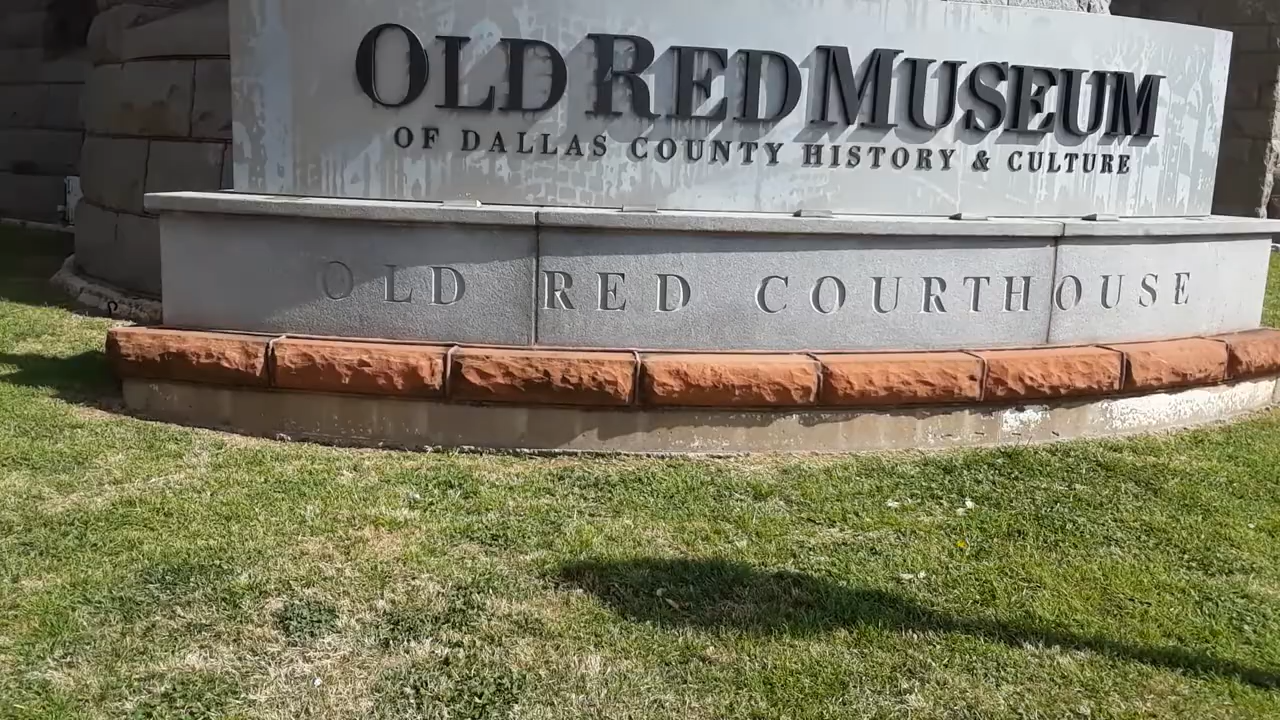 OLD RED MUSEUM
OF DALLAS COUNTY HISTORY & CULTURE
OLD RED COURTHOUSE